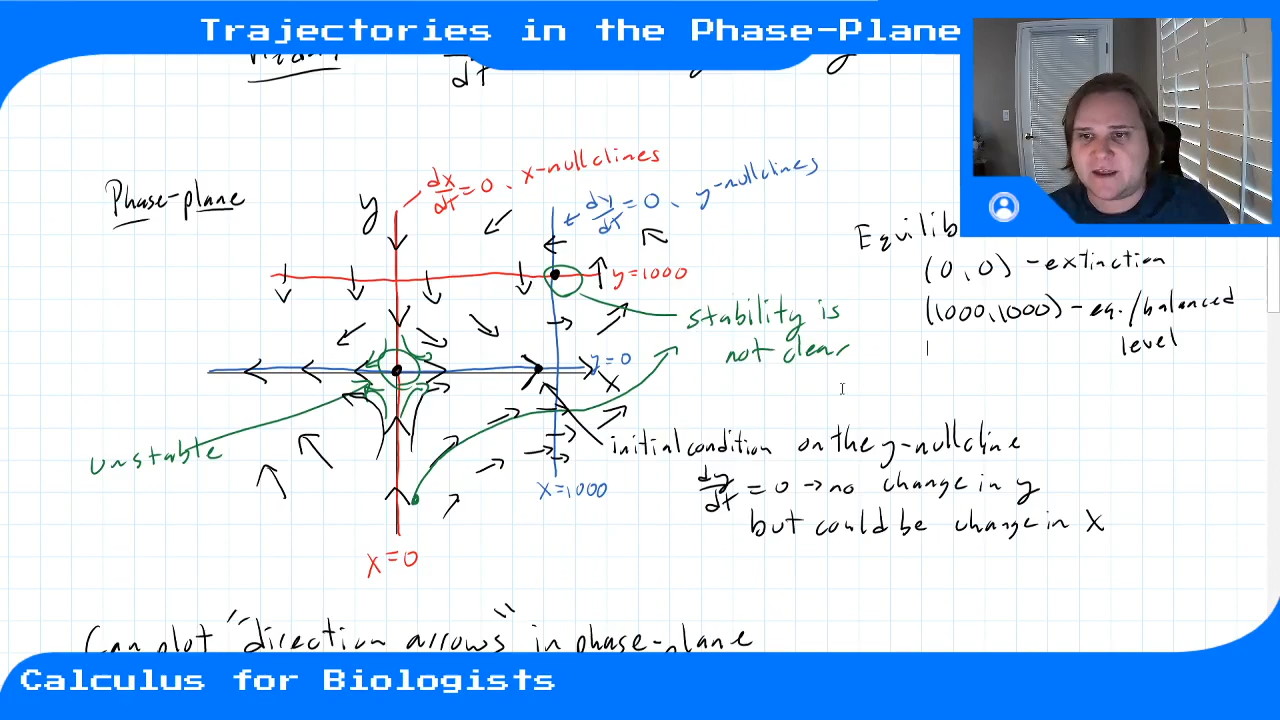 Trajectories in the Phase-Plane
dt
Phase-plane
y
dx/dt = 0, x-nullclines
dy/dt = 0, y-nullclines
Equilib
(0,0) - extinction
y=1000
(1000,1000) - eq./balanced
level
stability is
not clear
y=0
x
unstable
initial condition on the y-nullcline
dy/dt = 0 → no change in y
but could be change in x
x=1000
x=0
Can plot "direction arrows" in phase-plane
Calculus for Biologists